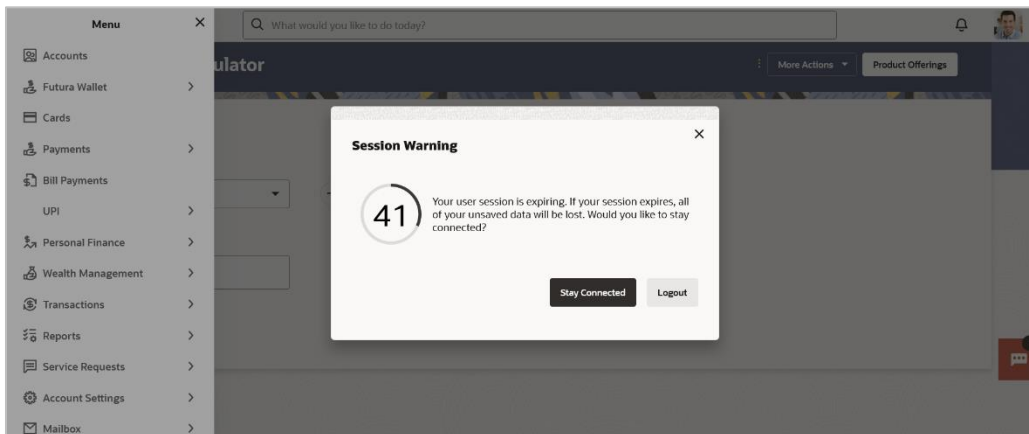 Menu
What would you like to do today?
Accounts
ulator
More Actions
Product Offerings
Futura Wallet
Cards
Payments
Bill Payments
UPI
Personal Finance
Wealth Management
Transactions
Reports
Service Requests
Account Settings
Mailbox
Session Warning
41
Your user session is expiring. If your session expires, all
of your unsaved data will be lost. Would you like to stay
connected?
Stay Connected
Logout